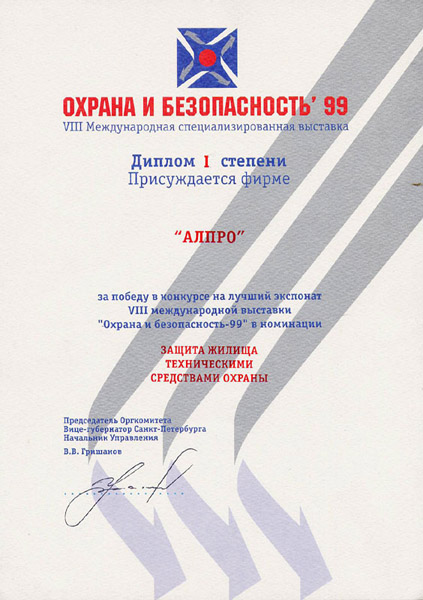 ОХРАНА И БЕЗОПАСНОСТЬ' 99
VIII Международная специализированная выставка
Диплом I степени
Присуждается фирме
"АЛПРО"
за победу в конкурсе на лучший экспонат
VIII международной выставки
"Охрана и безопасность-99" в номинации
ЗАЩИТА ЖИЛИЩА
ТЕХНИЧЕСКИМИ
СРЕДСТВАМИ ОХРАНЫ
Председатель Оргкомитета
Вице-губернатор Санкт-Петербурга
Начальник Управления
В.В. Гришанов